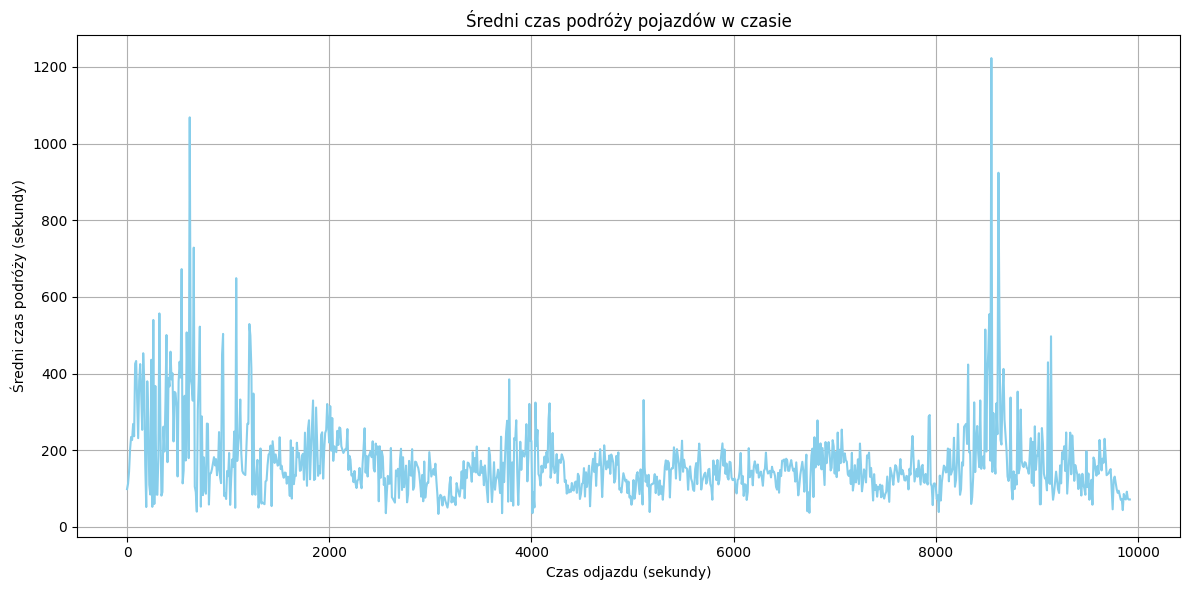 Średni czas podróży pojazdów w czasie
Średni czas podróży (sekundy)
1200
1000
800
600
400
200
0
0 2000 4000 6000 8000 10000
Czas odjazdu (sekundy)